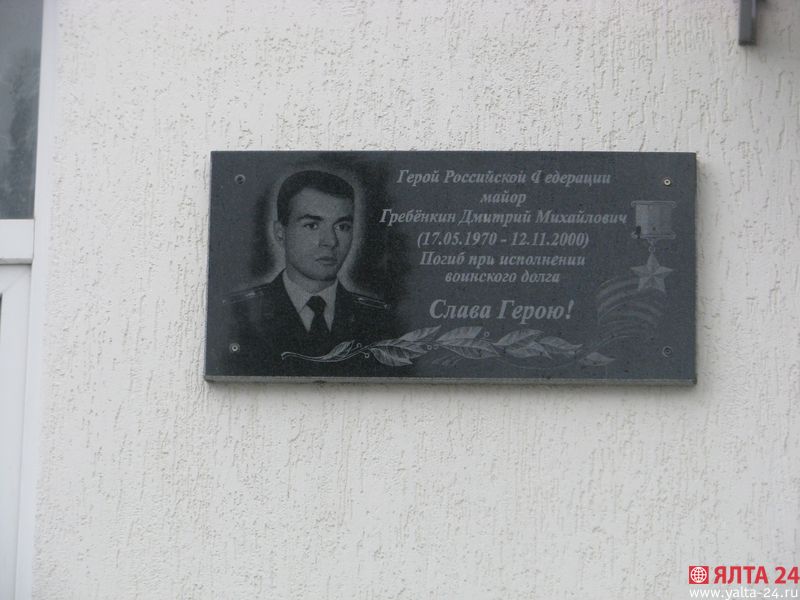 Герой Российской Федерации
майор
Гребёнкин Дмитрий Михайлович
(17.05.1970 - 12.11.2000)
Погиб при исполнении
воинского долга
Слава Герою!
ЯЛТА 24
www.yalta-24.ru